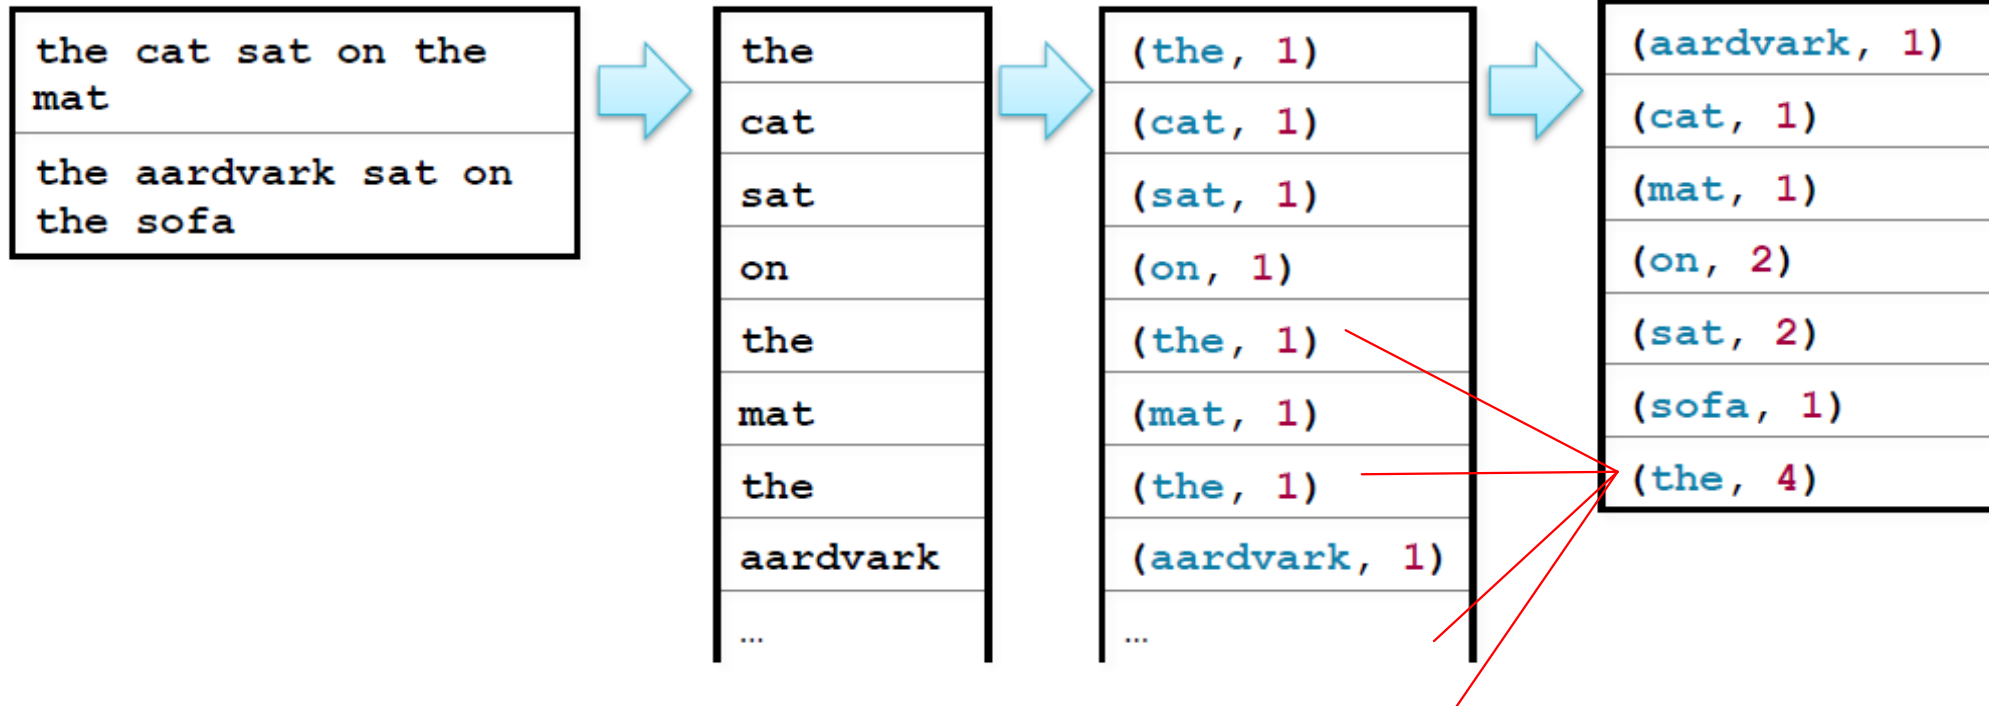 the cat sat on the
mat
the aardvark sat on
the sofa
the
cat
sat
on
the
mat
the
aardvark
...
(the, 1)
(cat, 1)
(sat, 1)
(on, 1)
(the, 1)
(mat, 1)
(the, 1)
(aardvark, 1)
...
(aardvark, 1)
(cat, 1)
(mat, 1)
(on, 2)
(sat, 2)
(sofa, 1)
(the, 4)